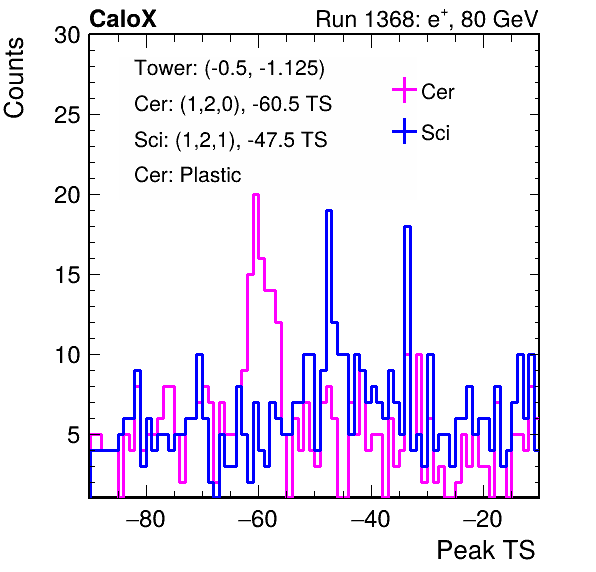 CaloX Run 1368: e⁺, 80 GeV
Counts
30
25
20
15
10
5
Tower: (-0.5, -1.125)
Cer: (1,2,0), -60.5 TS
Sci: (1,2,1), -47.5 TS
Cer: Plastic
Cer
Sci
−80 −60 −40 −20
Peak TS